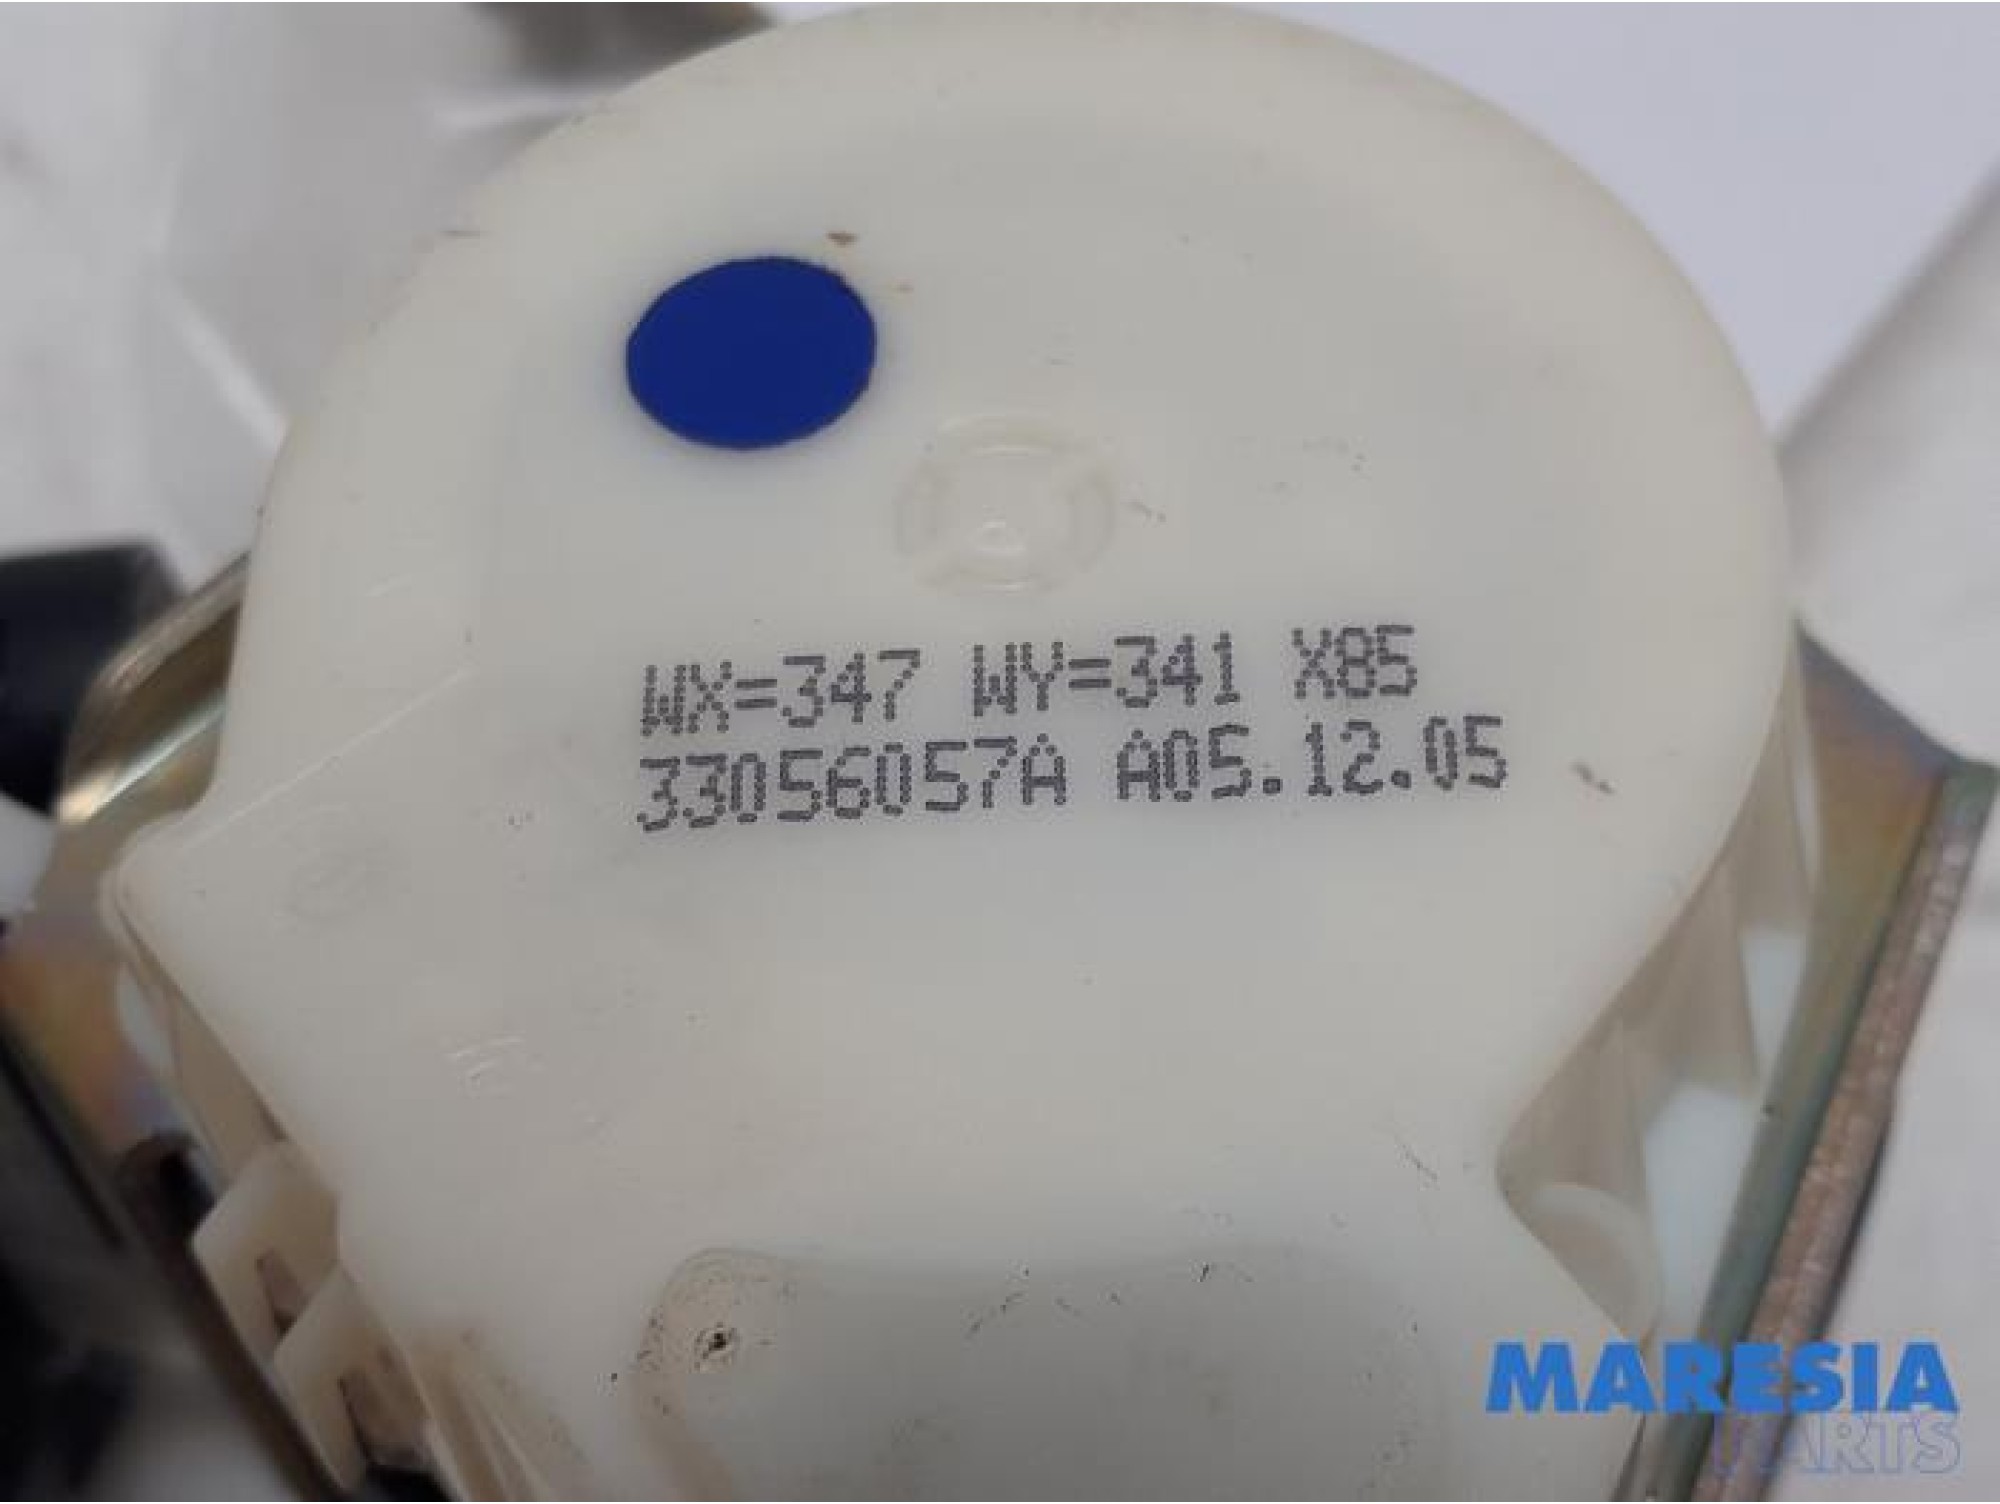 WX=347 WY=341 X85
33056057A A05.12.05
MARESIA
PARTS